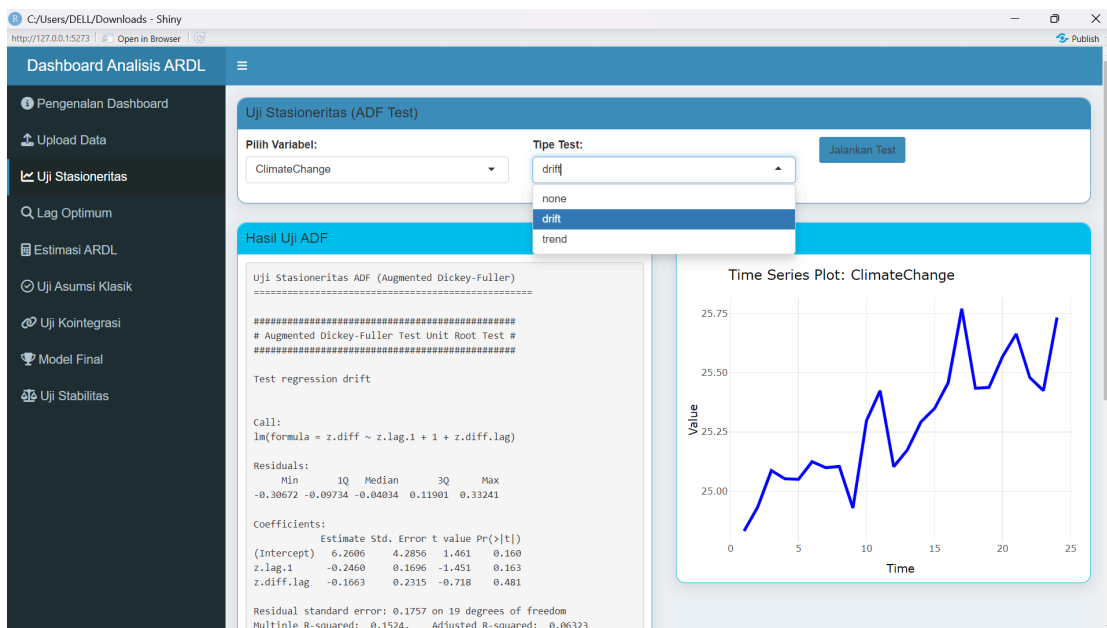 C:/Users/DELL/Downloads - Shiny
http://127.0.0.1:5273 Open in Browser Publish
Dashboard Analisis ARDL
Pengenalan Dashboard
Upload Data
Uji Stasioneritas
Lag Optimum
Estimasi ARDL
Uji Asumsi Klasik
Uji Kointegrasi
Model Final
Uji Stabilitas
Uji Stasioneritas (ADF Test)
Pilih Variabel:
ClimateChange
Tipe Test:
drift
none
drift
trend
Jalankan Test
Hasil Uji ADF
Uji Stasioneritas ADF (Augmented Dickey-Fuller)
==================================================
###############################################
# Augmented Dickey-Fuller Test Unit Root Test #
###############################################
Test regression drift
Call:
lm(formula = z.diff ~ z.lag.1 + 1 + z.diff.lag)
Residuals:
Min 1Q Median 3Q Max
-0.30672 -0.09734 -0.04034 0.11901 0.33241
Coefficients:
Estimate Std. Error t value Pr(>|t|)
(Intercept) 6.2606 4.2856 1.461 0.160
z.lag.1 -0.2460 0.1696 -1.451 0.163
z.diff.lag -0.1663 0.2315 -0.718 0.481
Residual standard error: 0.1757 on 19 degrees of freedom
Multiple R-squared: 0.1524, Adjusted R-squared: 0.06323
Time Series Plot: ClimateChange
25.75
25.50
25.25
25.00
Value
0 5 10 15 20 25
Time